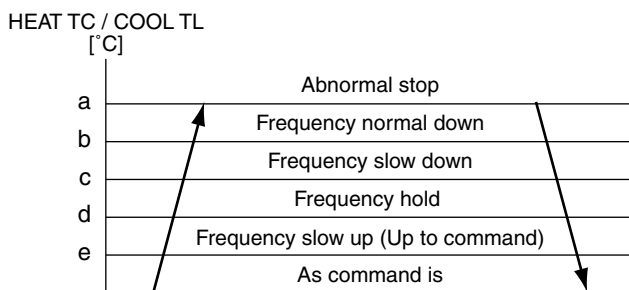 HEAT TC / COOL TL
[˚C]
Abnormal stop
a
Frequency normal down
b
Frequency slow down
c
Frequency hold
d
Frequency slow up (Up to command)
e
As command is